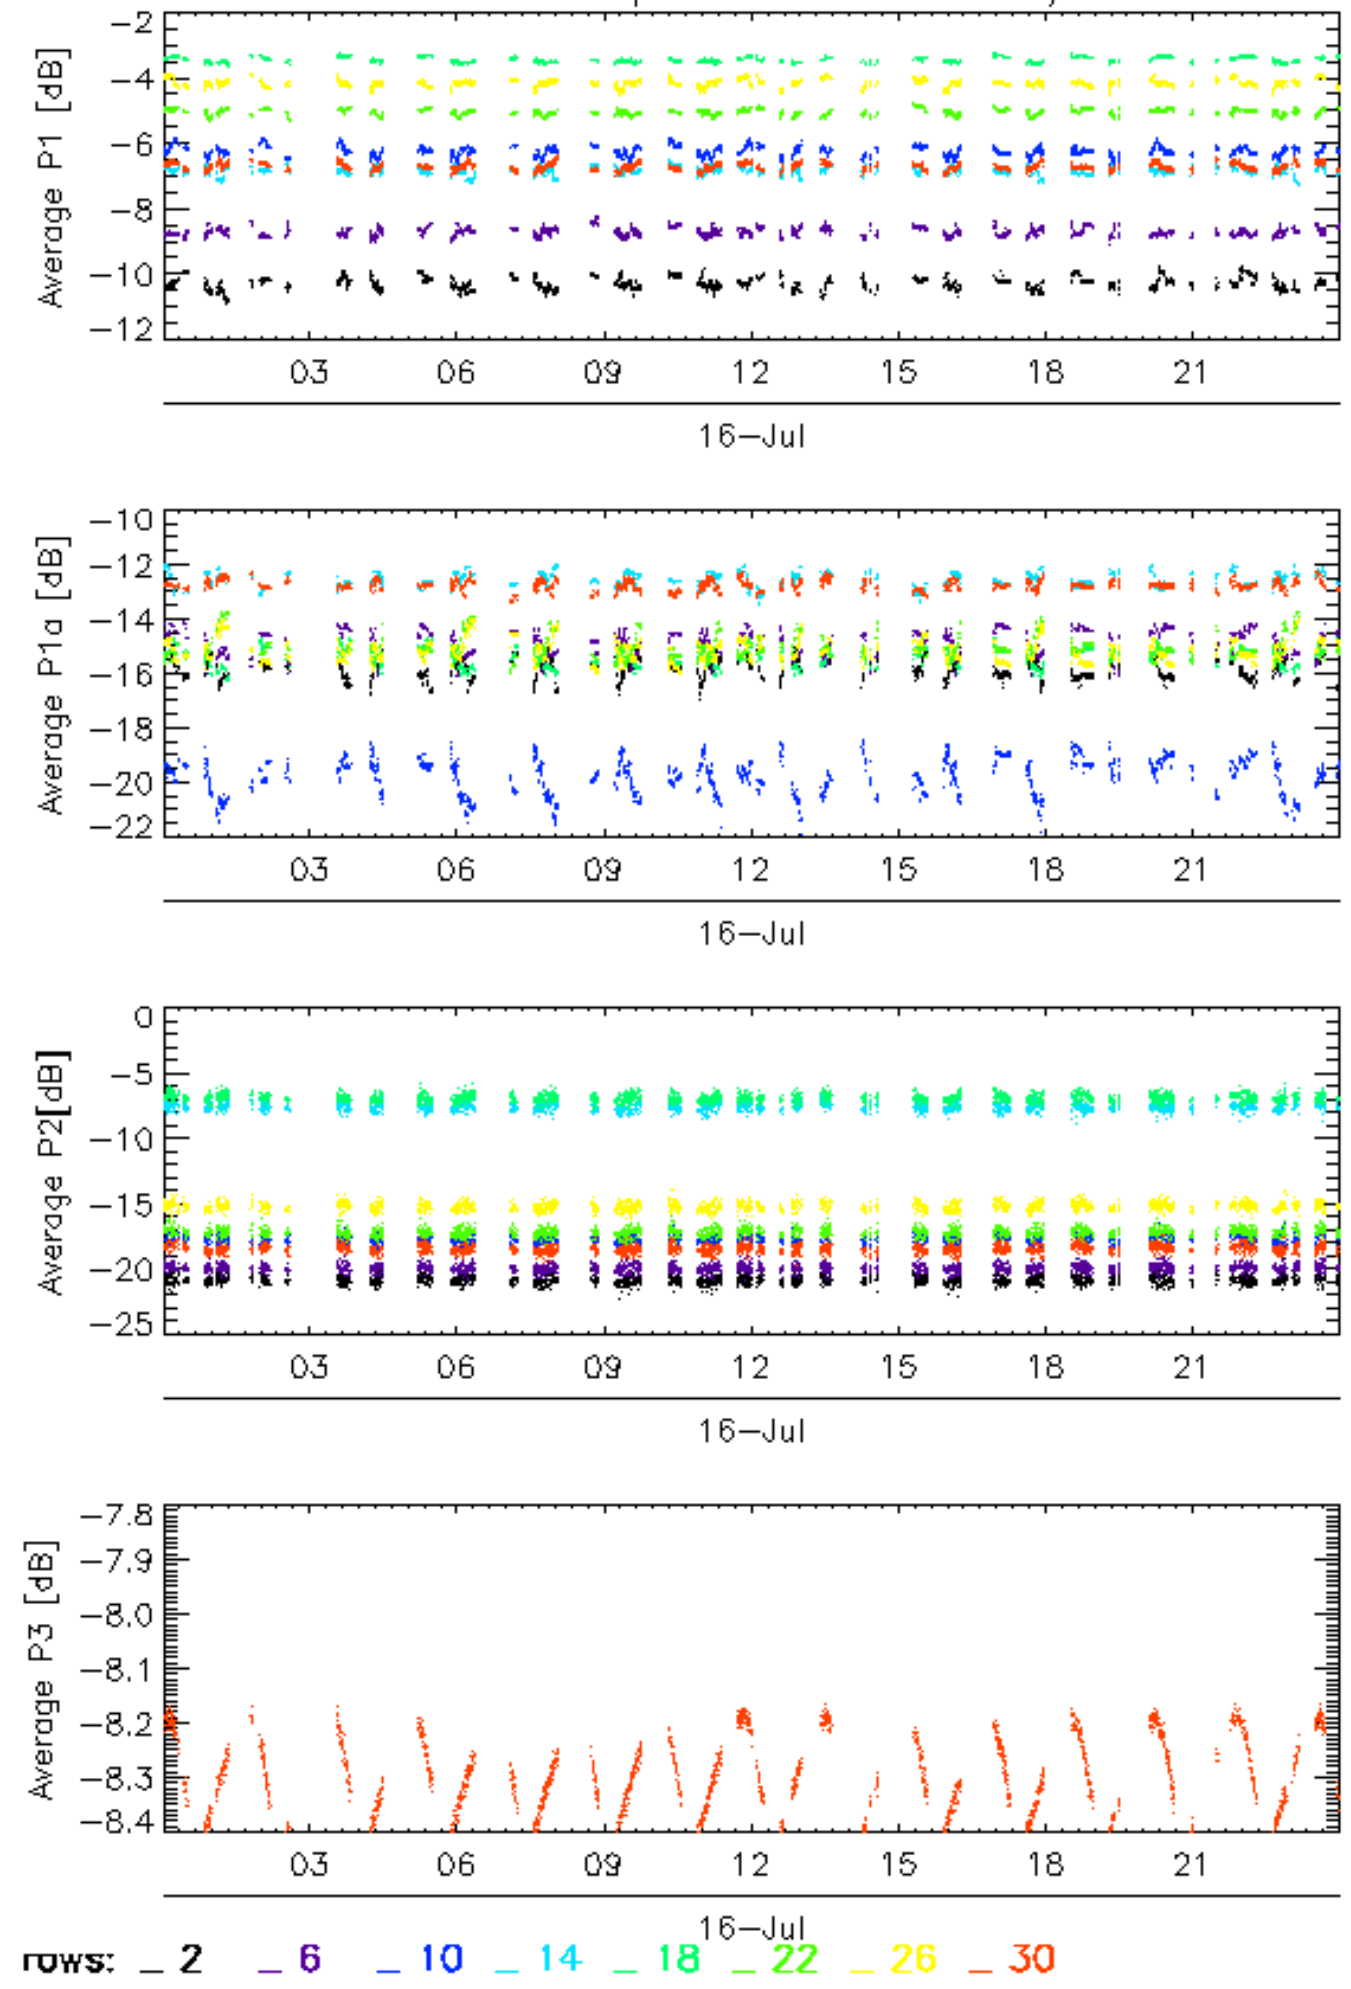 −2
−4
−6
−8
−10
−12
Average P1 [dB]
03 06 09 12 15 18 21
16−Jul
−10
−12
−14
−16
−18
−20
−22
Average P1a [dB]
03 06 09 12 15 18 21
16−Jul
0
−5
−10
−15
−20
−25
Average P2[dB]
03 06 09 12 15 18 21
16−Jul
−7.8
−7.9
−8.0
−8.1
−8.2
−8.3
−8.4
Average P3 [dB]
03 06 09 12 15 18 21
16−Jul
rows: _ 2 _ 6 _ 10 _ 14 _ 18 _ 22 _ 26 _ 30